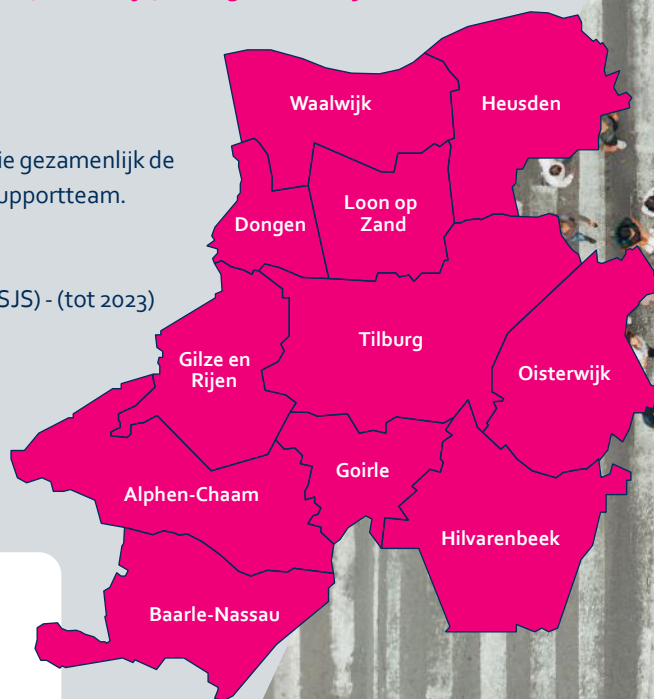 Waalwijk
Heusden
ie gezamenlijk de
upportteam.
Loon op
Zand
Dongen
SJS) - (tot 2023)
Tilburg
Gilze en
Rijen
Oisterwijk
Goirle
Alphen-Chaam
Hilvarenbeek
Baarle-Nassau